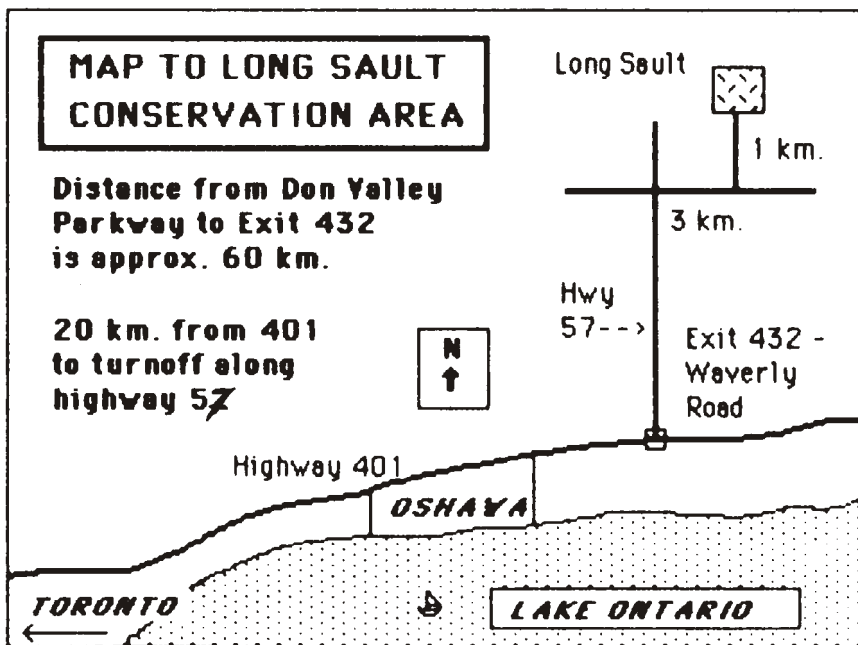 MAP TO LONG SAULT
CONSERVATION AREA
Distance from Don Valley
Parkway to Exit 432
is approx. 60 km.
20 km. from 401
to turnoff along
highway 57
Long Sault
1 km.
3 km.
Hwy
57-->
N
Exit 432 -
Waverly
Road
Highway 401
OSHAWA
TORONTO
LAKE ONTARIO